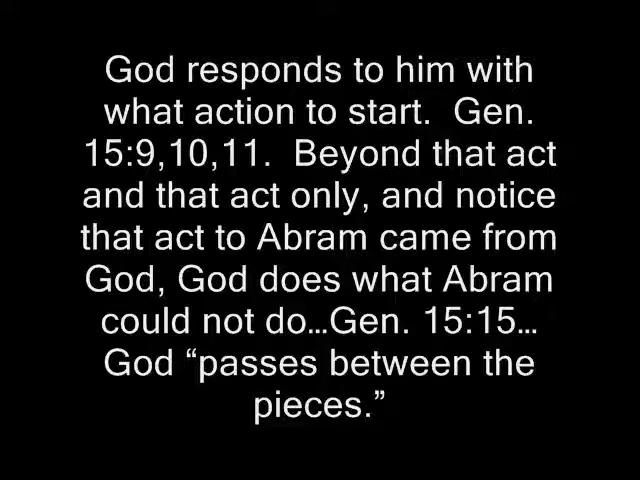 God responds to him with
what action to start.  Gen.
15:9,10,11.  Beyond that act
and that act only, and notice
that act to Abram came from
God, God does what Abram
could not do…Gen. 15:15…
God “passes between the
pieces.”